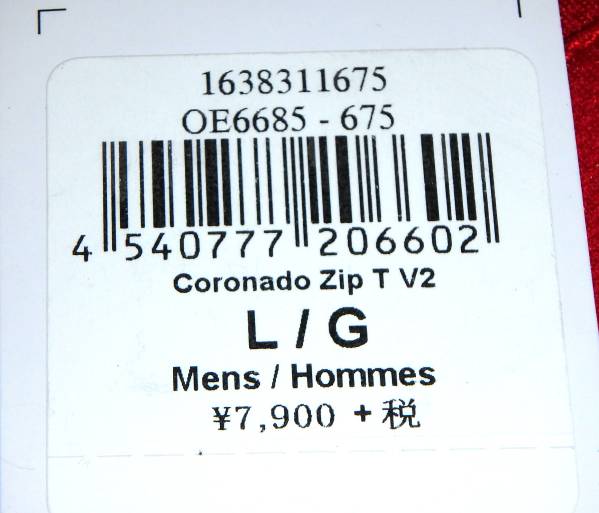 1638311675
OE6685 - 675
4 540777 206602
Coronado Zip T V2
L / G
Mens / Hommes
¥7,900 + 税